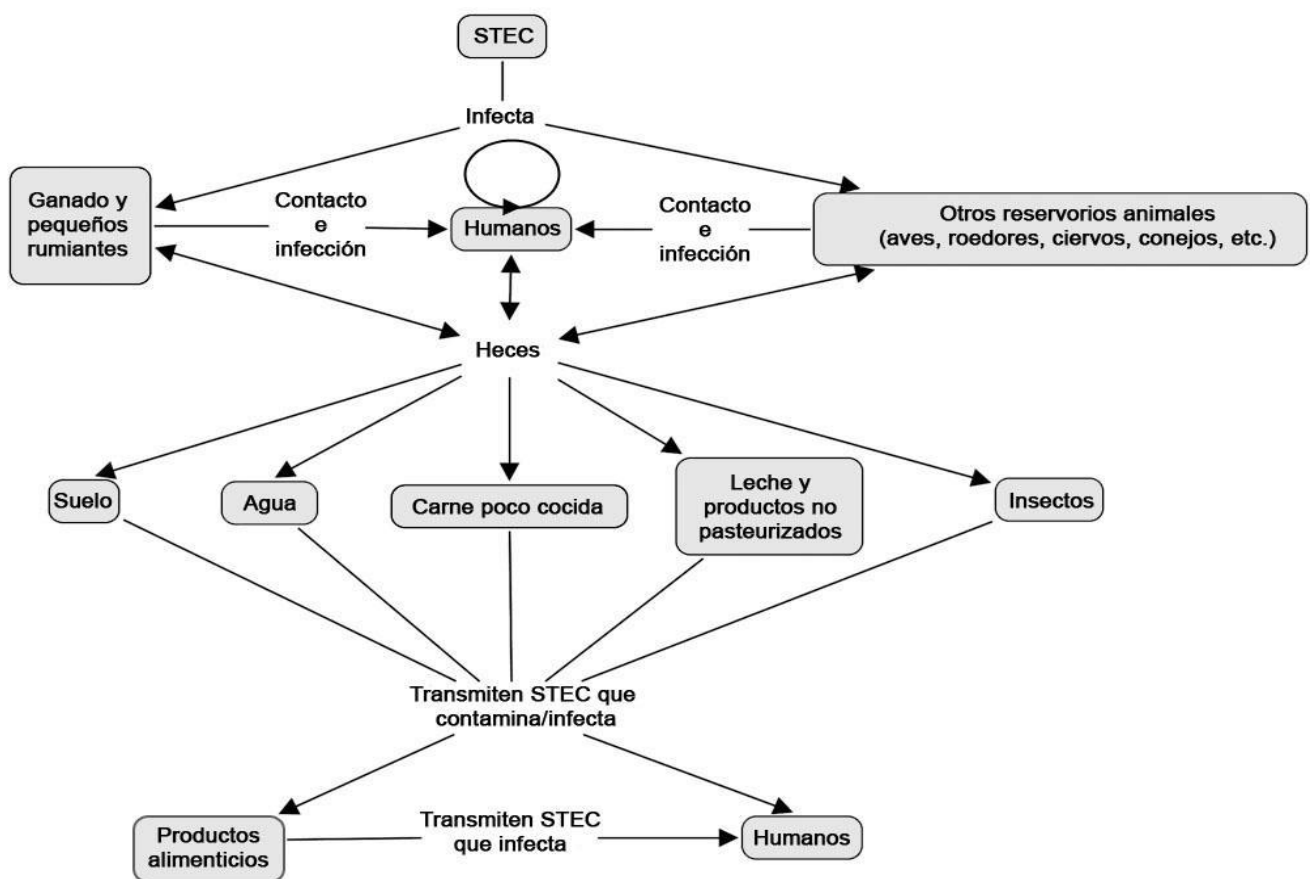 STEC
Infecta
Ganado y
pequeños
rumiantes
Contacto
e
infección
Humanos
Contacto
e
infección
Otros reservorios animales
(aves, roedores, ciervos, conejos, etc.)
Heces
Suelo
Agua
Carne poco cocida
Leche y
productos no
pasteurizados
Insectos
Transmiten STEC que
contamina/infecta
Productos
alimenticios
Transmiten STEC
que infecta
Humanos